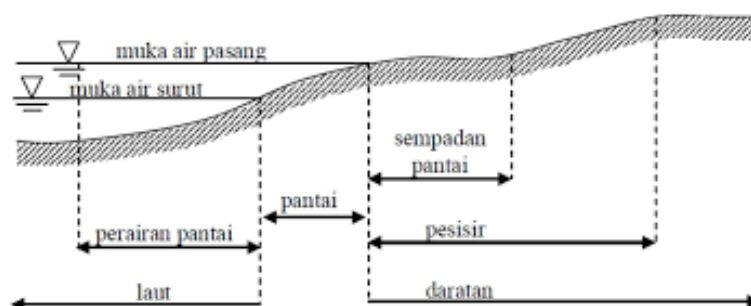 muka air pasang
muka air surut
sempadan
pantai
pantai
perairan pantai
pesisir
laut
daratan